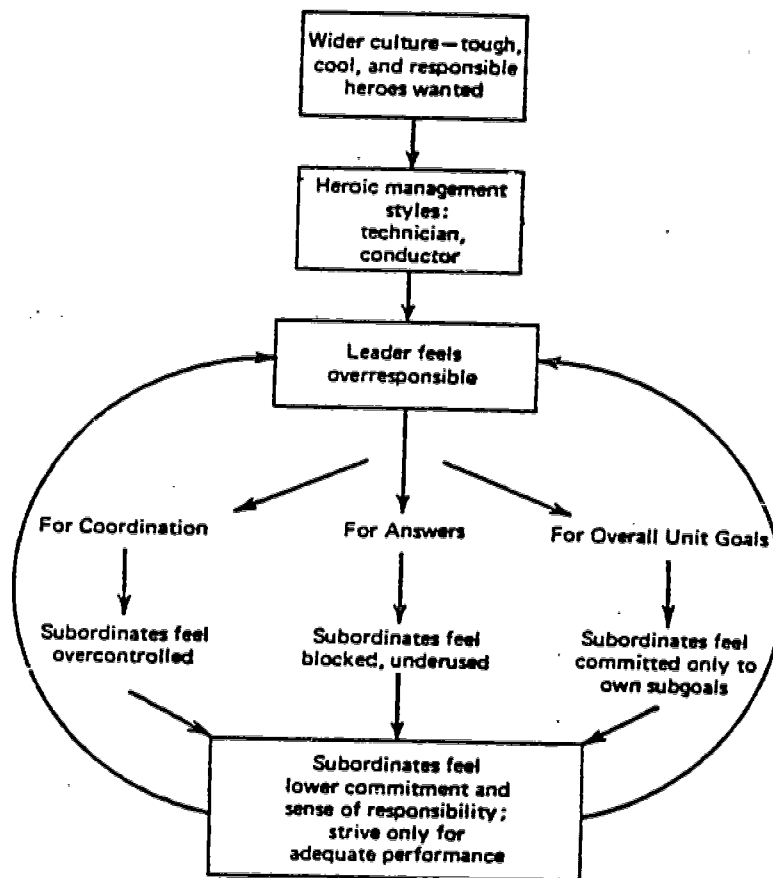 Wider culture—tough,
cool, and responsible
heroes wanted
Heroic management
styles:
technician,
conductor
Leader feels
overresponsible
For Coordination
For Answers
For Overall Unit Goals
Subordinates feel
overcontrolled
Subordinates feel
blocked, underused
Subordinates feel
committed only to
own subgoals
Subordinates feel
lower commitment and
sense of responsibility;
strive only for
adequate performance